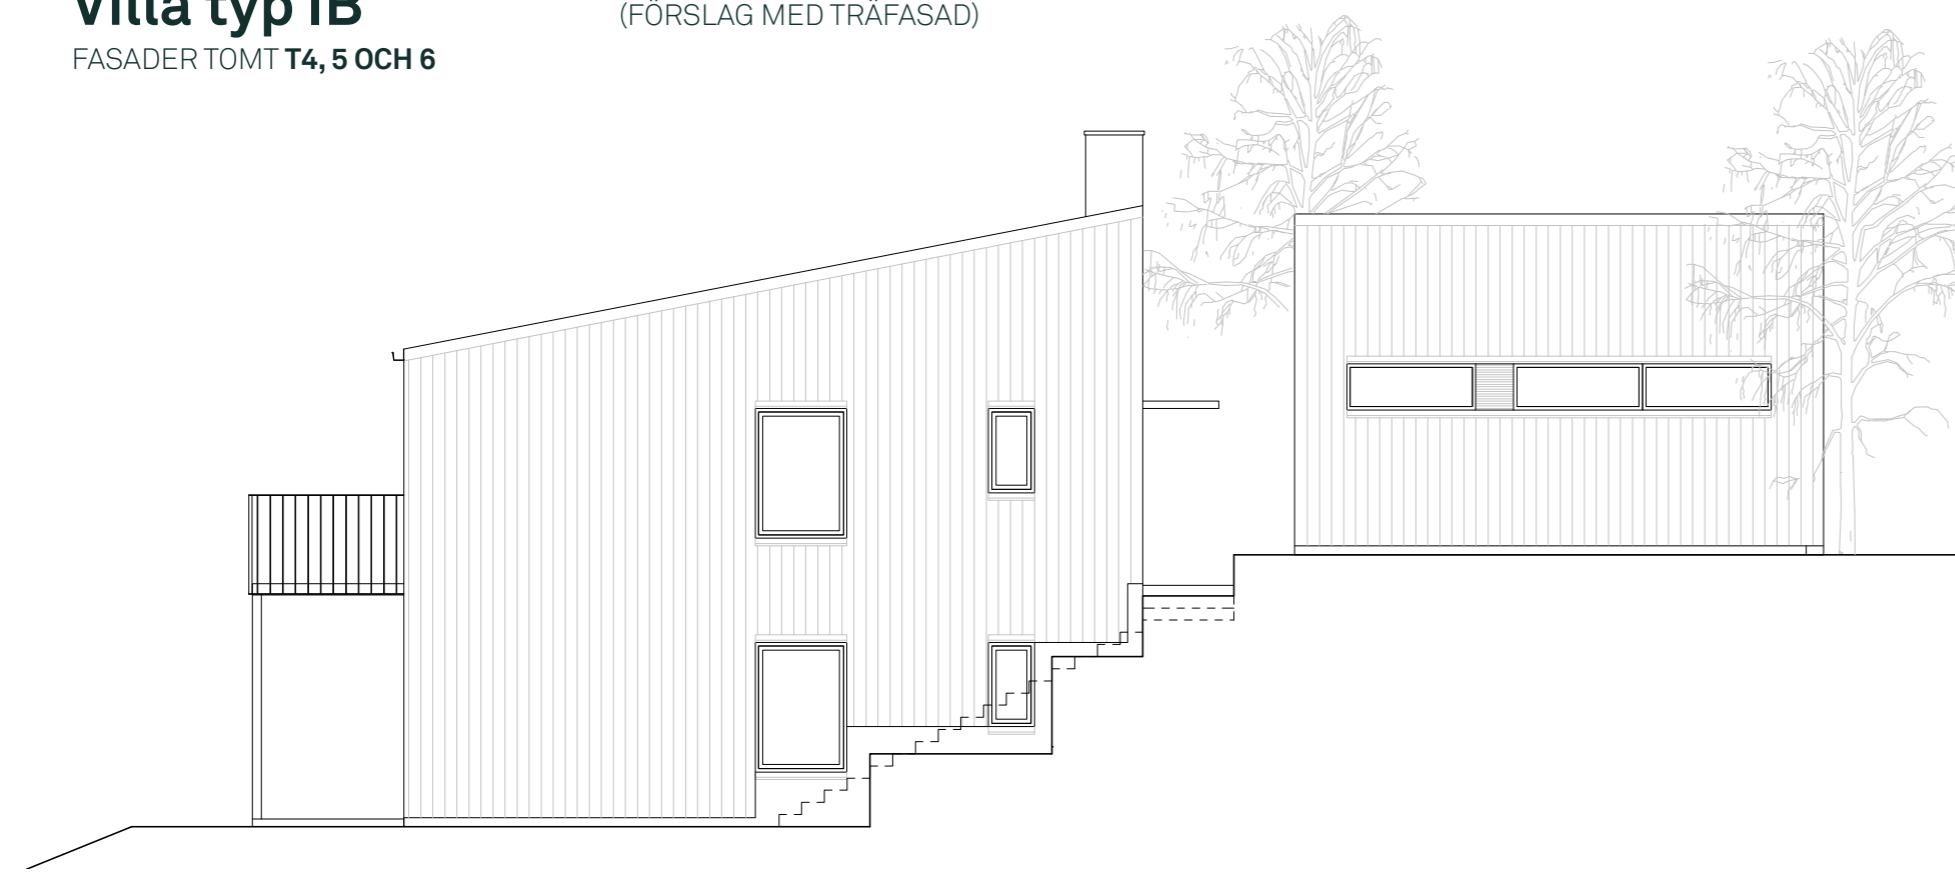 Villa typ 1B
(FÖRSLAG MED TRÄFASAD)
FASADER TOMT T4, 5 OCH 6